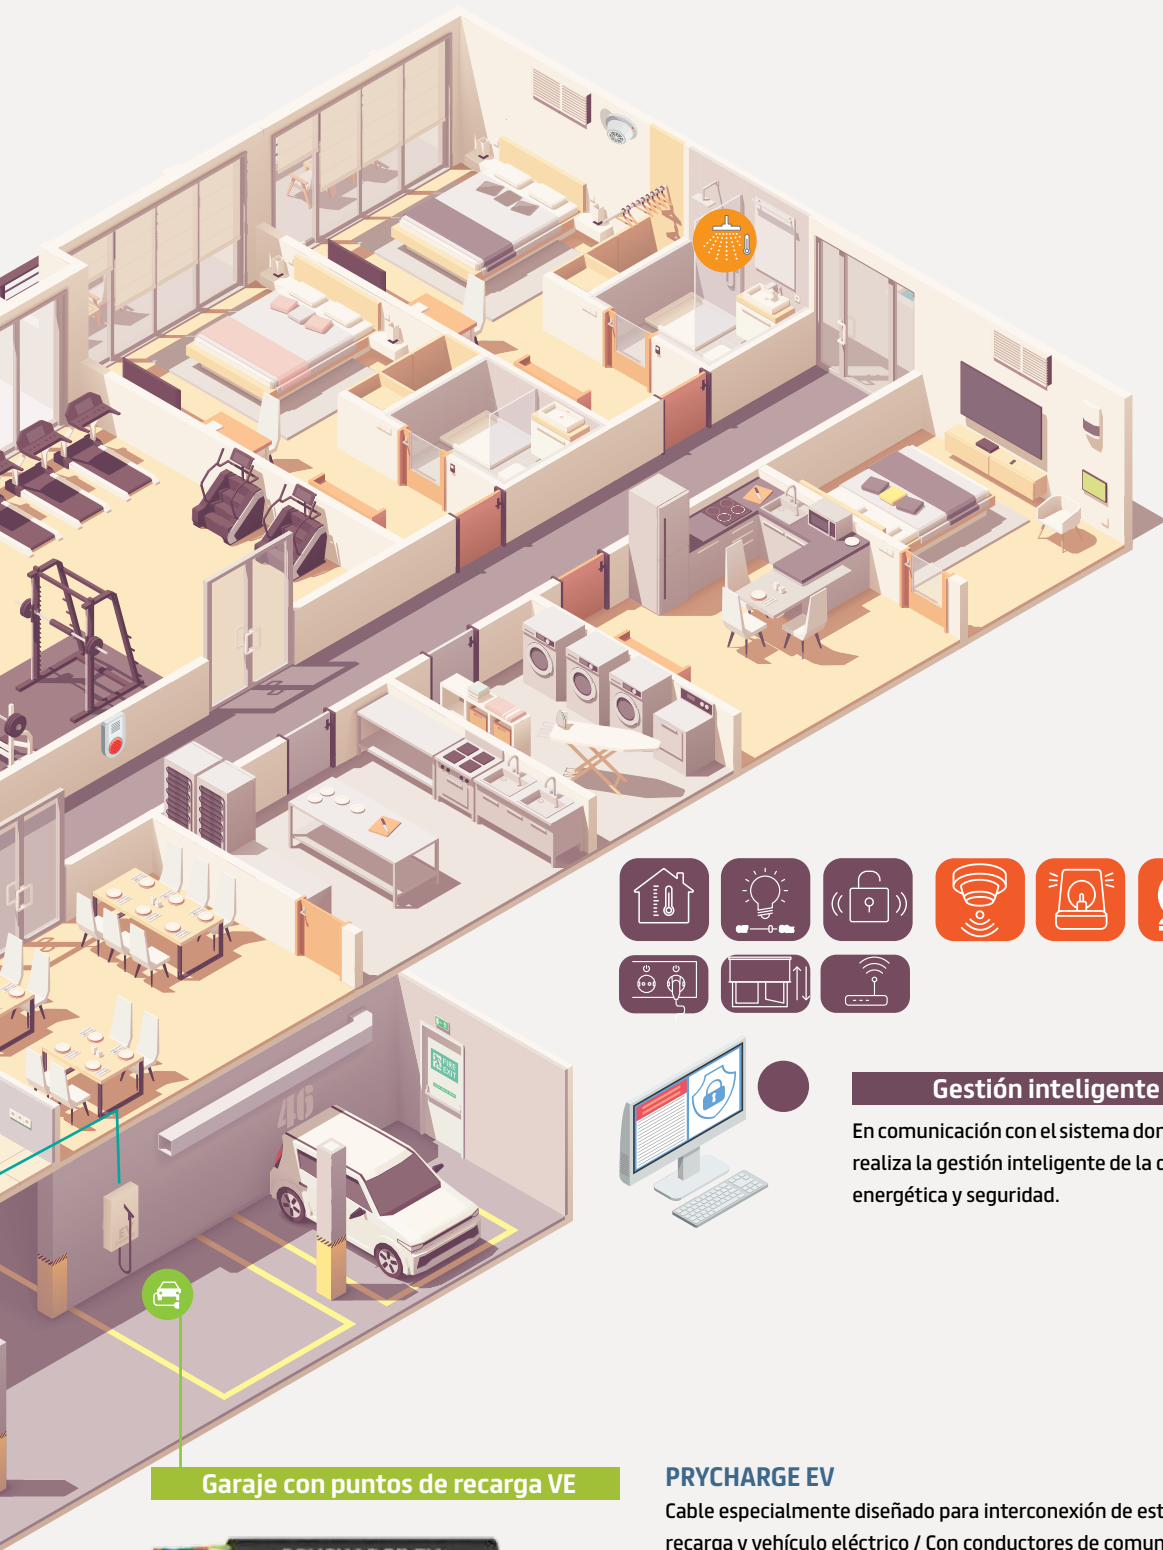 46
FIRE
EXIT
EV
Gestión inteligente
En comunicación con el sistema dom
realiza la gestión inteligente de la d
energética y seguridad.
Garaje con puntos de recarga VE
PRYCHARGE EV
Cable especialmente diseñado para interconexión de est
recarga y vehículo eléctrico / Con conductores de comun